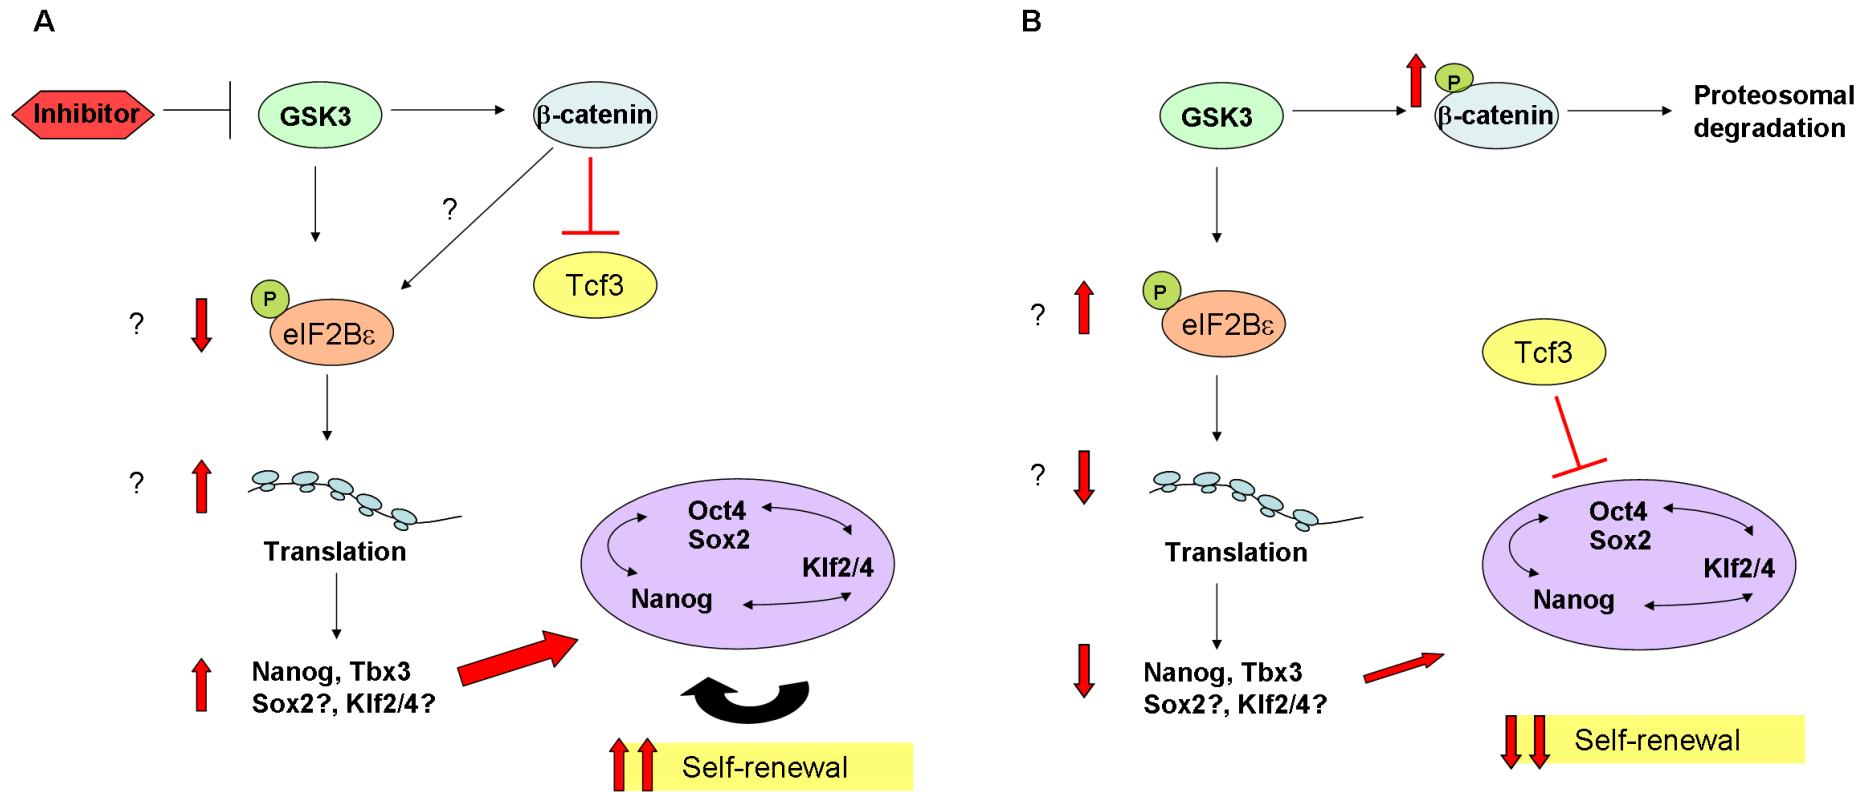 A
Inhibitor
GSK3
β-catenin
?
Tcf3
?
P
eIF2Bε
?
Translation
Nanog, Tbx3
Sox2?, Klf2/4?
Oct4
Sox2
Klf2/4
Nanog
Self-renewal
B
GSK3
P
β-catenin
Proteosomal
degradation
?
P
eIF2Bε
Tcf3
?
Translation
Nanog, Tbx3
Sox2?, Klf2/4?
Oct4
Sox2
Klf2/4
Nanog
Self-renewal